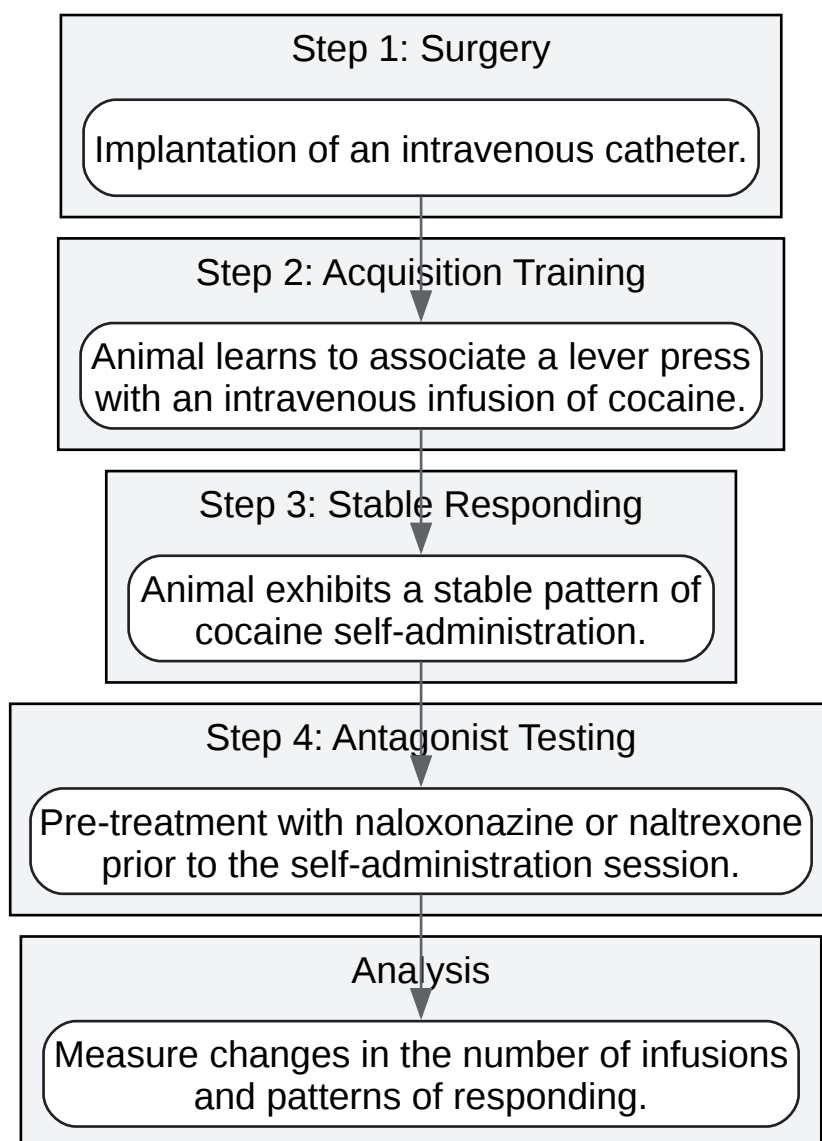 Step 1: Surgery
Implantation of an intravenous catheter.
Step 2: Acquisition Training
Animal learns to associate a lever press
with an intravenous infusion of cocaine.
Step 3: Stable Responding
Animal exhibits a stable pattern of
cocaine self-administration.
Step 4: Antagonist Testing
Pre-treatment with naloxonazine or naltrexone
prior to the self-administration session.
Analysis
Measure changes in the number of infusions
and patterns of responding.